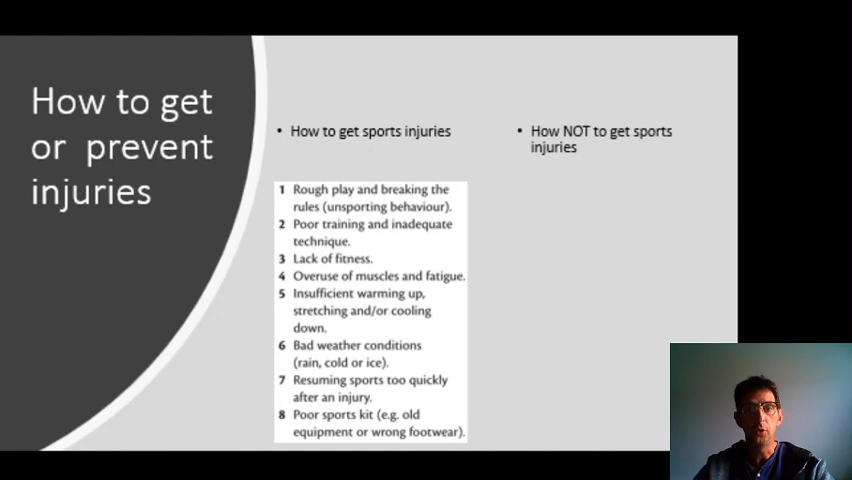 How to get
or prevent
injuries
• How to get sports injuries
• How NOT to get sports
injuries
1 Rough play and breaking the
rules (unsporting behaviour).
2 Poor training and inadequate
technique.
3 Lack of fitness.
4 Overuse of muscles and fatigue.
5 Insufficient warming up,
stretching and/or cooling
down.
6 Bad weather conditions
(rain, cold or ice).
7 Resuming sports too quickly
after an injury.
8 Poor sports kit (e.g. old
equipment or wrong footwear).